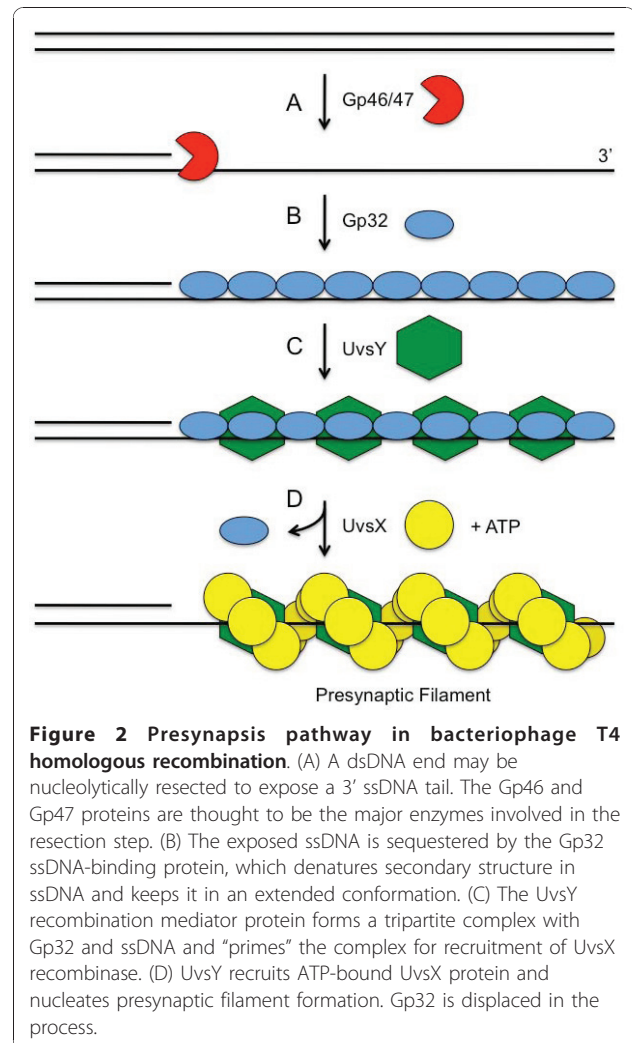 A Gp46/47
3'
B Gp32
C UvsY
D
UvsX + ATP
Presynaptic Filament
Figure 2 Presynapsis pathway in bacteriophage T4
homologous recombination. (A) A dsDNA end may be
nucleolytically resected to expose a 3' ssDNA tail. The Gp46 and
Gp47 proteins are thought to be the major enzymes involved in the
resection step. (B) The exposed ssDNA is sequestered by the Gp32
ssDNA-binding protein, which denatures secondary structure in
ssDNA and keeps it in an extended conformation. (C) The UvsY
recombination mediator protein forms a tripartite complex with
Gp32 and ssDNA and “primes” the complex for recruitment of UvsX
recombinase. (D) UvsY recruits ATP-bound UvsX protein and
nucleates presynaptic filament formation. Gp32 is displaced in the
process.